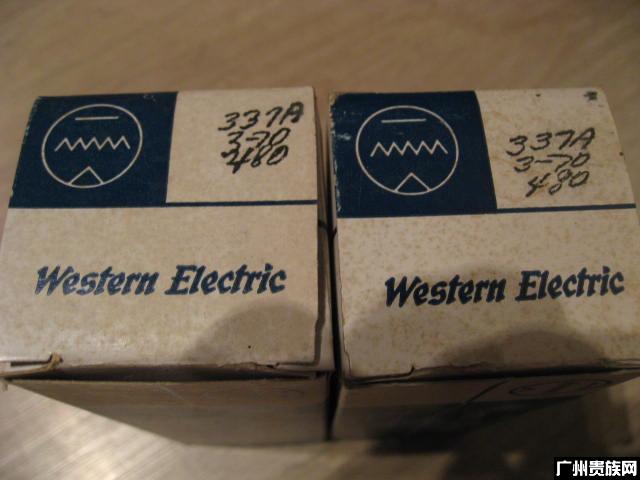 337A
3-70
480
Western Electric
337A
3-70
480
Western Electric
广州贵族网